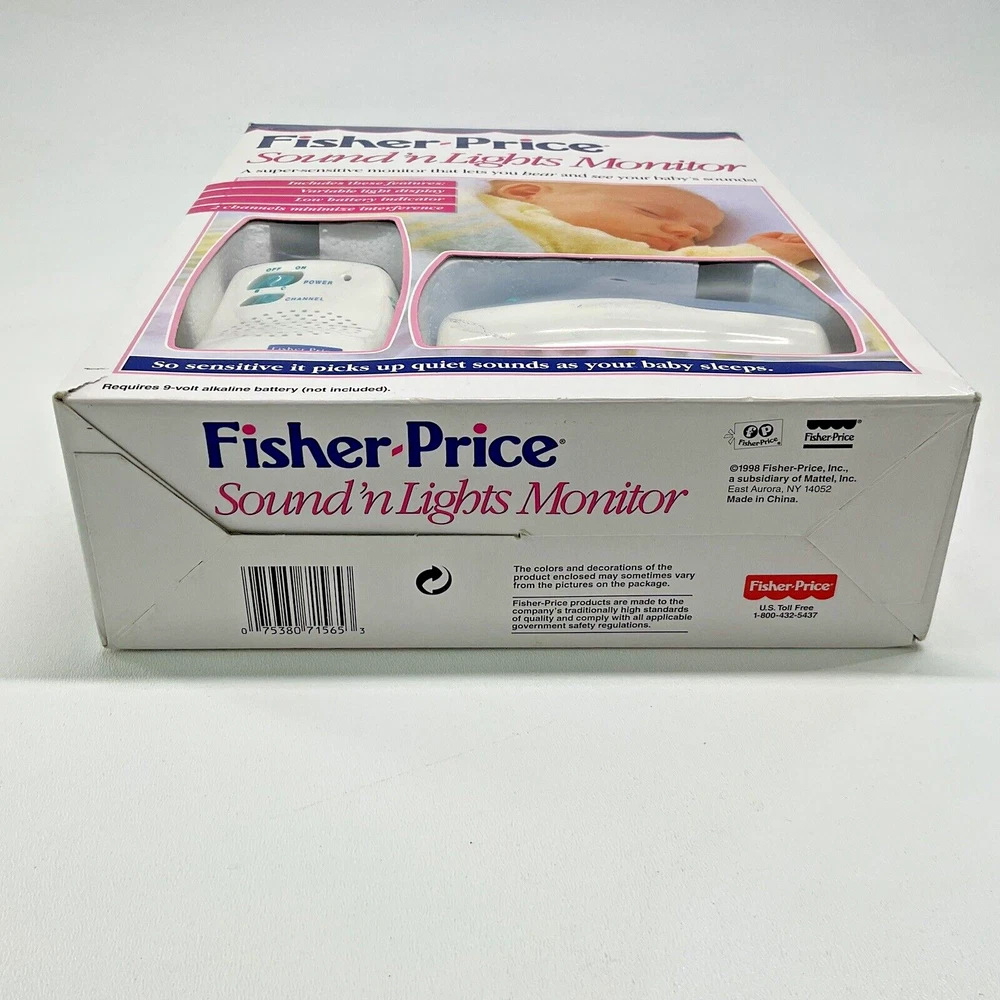 Fisher-Price
Sound 'n Lights Monitor
A super-sensitive monitor that lets you hear and see your baby's sounds!
Includes these features:
Variable light display
Low battery indicator
2 channels minimize interference
OFF ON
POWER
C
CHANNEL
Fisher-Price
So sensitive it picks up quiet sounds as your baby sleeps.
Requires 9-volt alkaline battery (not included).
Fisher-Price®
Sound 'n Lights Monitor
FP
Fisher-Price®
Fisher-Price®
©1998 Fisher-Price, Inc.,
a subsidiary of Mattel, Inc.
East Aurora, NY 14052
Made in China.
The colors and decorations of the
product enclosed may sometimes vary
from the pictures on the package.
Fisher-Price products are made to the
company's traditionally high standards
of quality and comply with all applicable
government safety regulations.
Fisher-Price®
U.S. Toll Free
1-800-432-5437
0 75380 71565 3